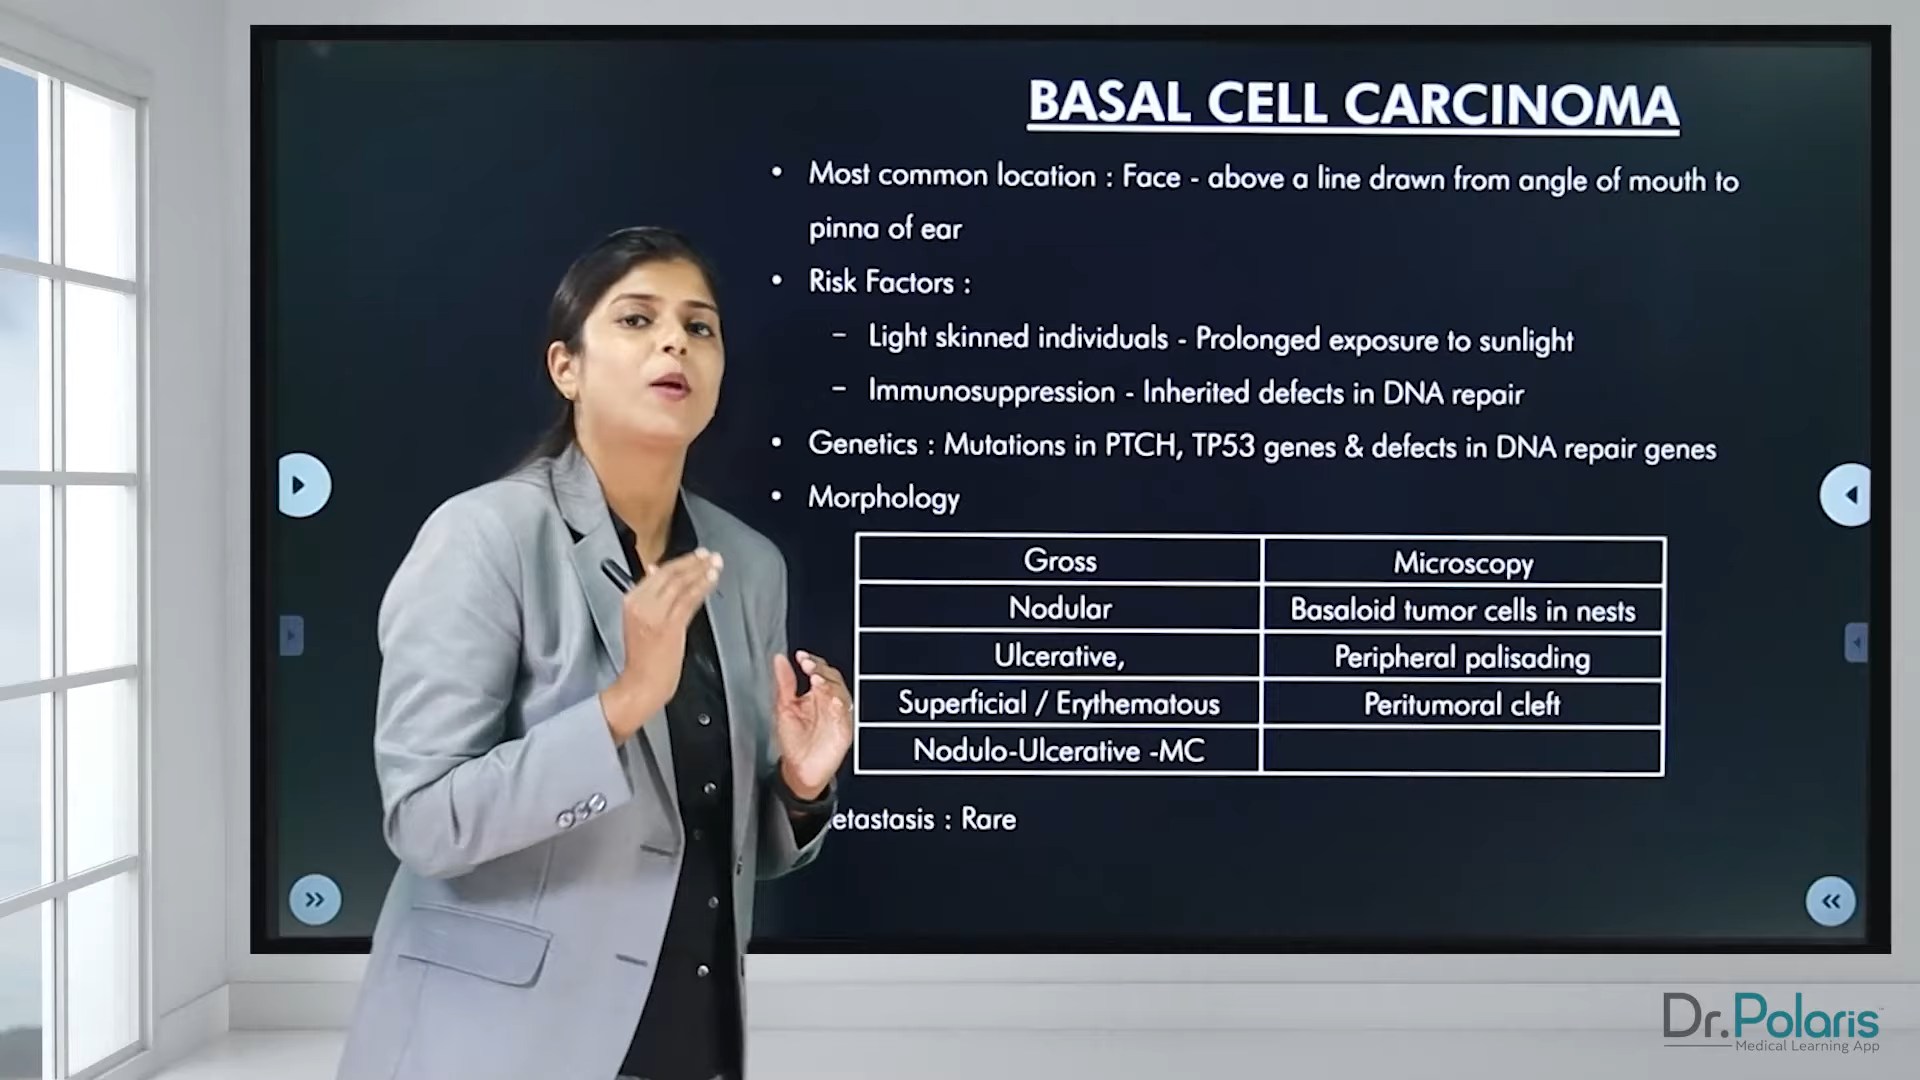 BASAL CELL CARCINOMA
• Most common location : Face - above a line drawn from angle of mouth to
pinna of ear
• Risk Factors :
– Light skinned individuals - Prolonged exposure to sunlight
– Immunosuppression - Inherited defects in DNA repair
• Genetics : Mutations in PTCH, TP53 genes & defects in DNA repair genes
• Morphology
Gross Microscopy
Nodular Basaloid tumor cells in nests
Ulcerative, Peripheral palisading
Superficial / Erythematous Peritumoral cleft
Nodulo-Ulcerative -MC
etastasis : Rare
Dr.Polaris
Medical Learning App